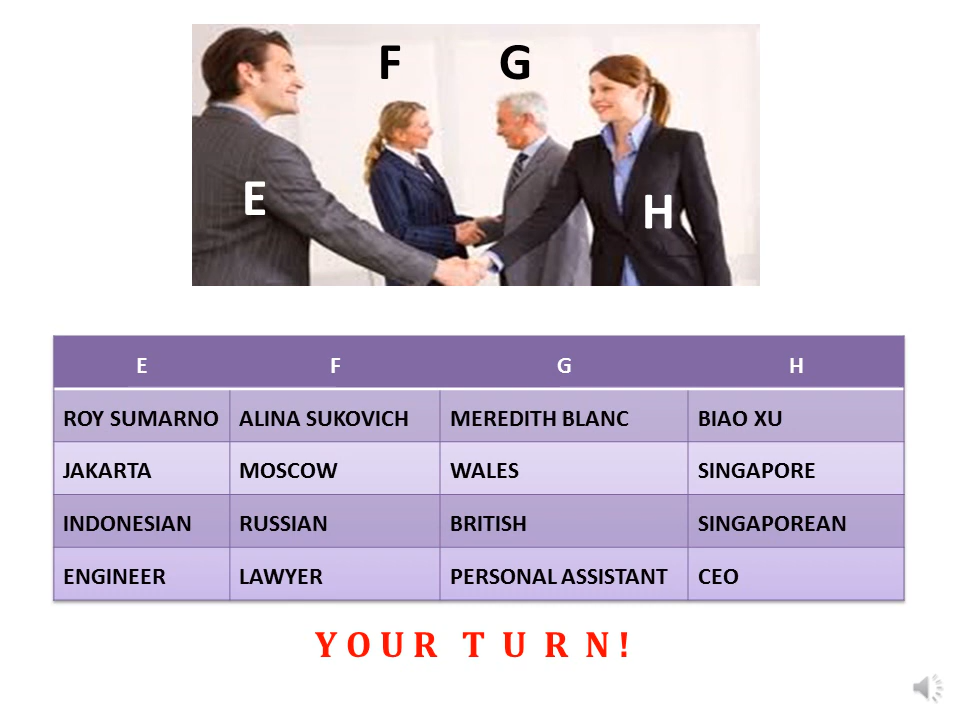 F G
E
H
E F G H
ROY SUMARNO ALINA SUKOVICH MEREDITH BLANC BIAO XU
JAKARTA MOSCOW WALES SINGAPORE
INDONESIAN RUSSIAN BRITISH SINGAPOREAN
ENGINEER LAWYER PERSONAL ASSISTANT CEO
YOUR TURN!